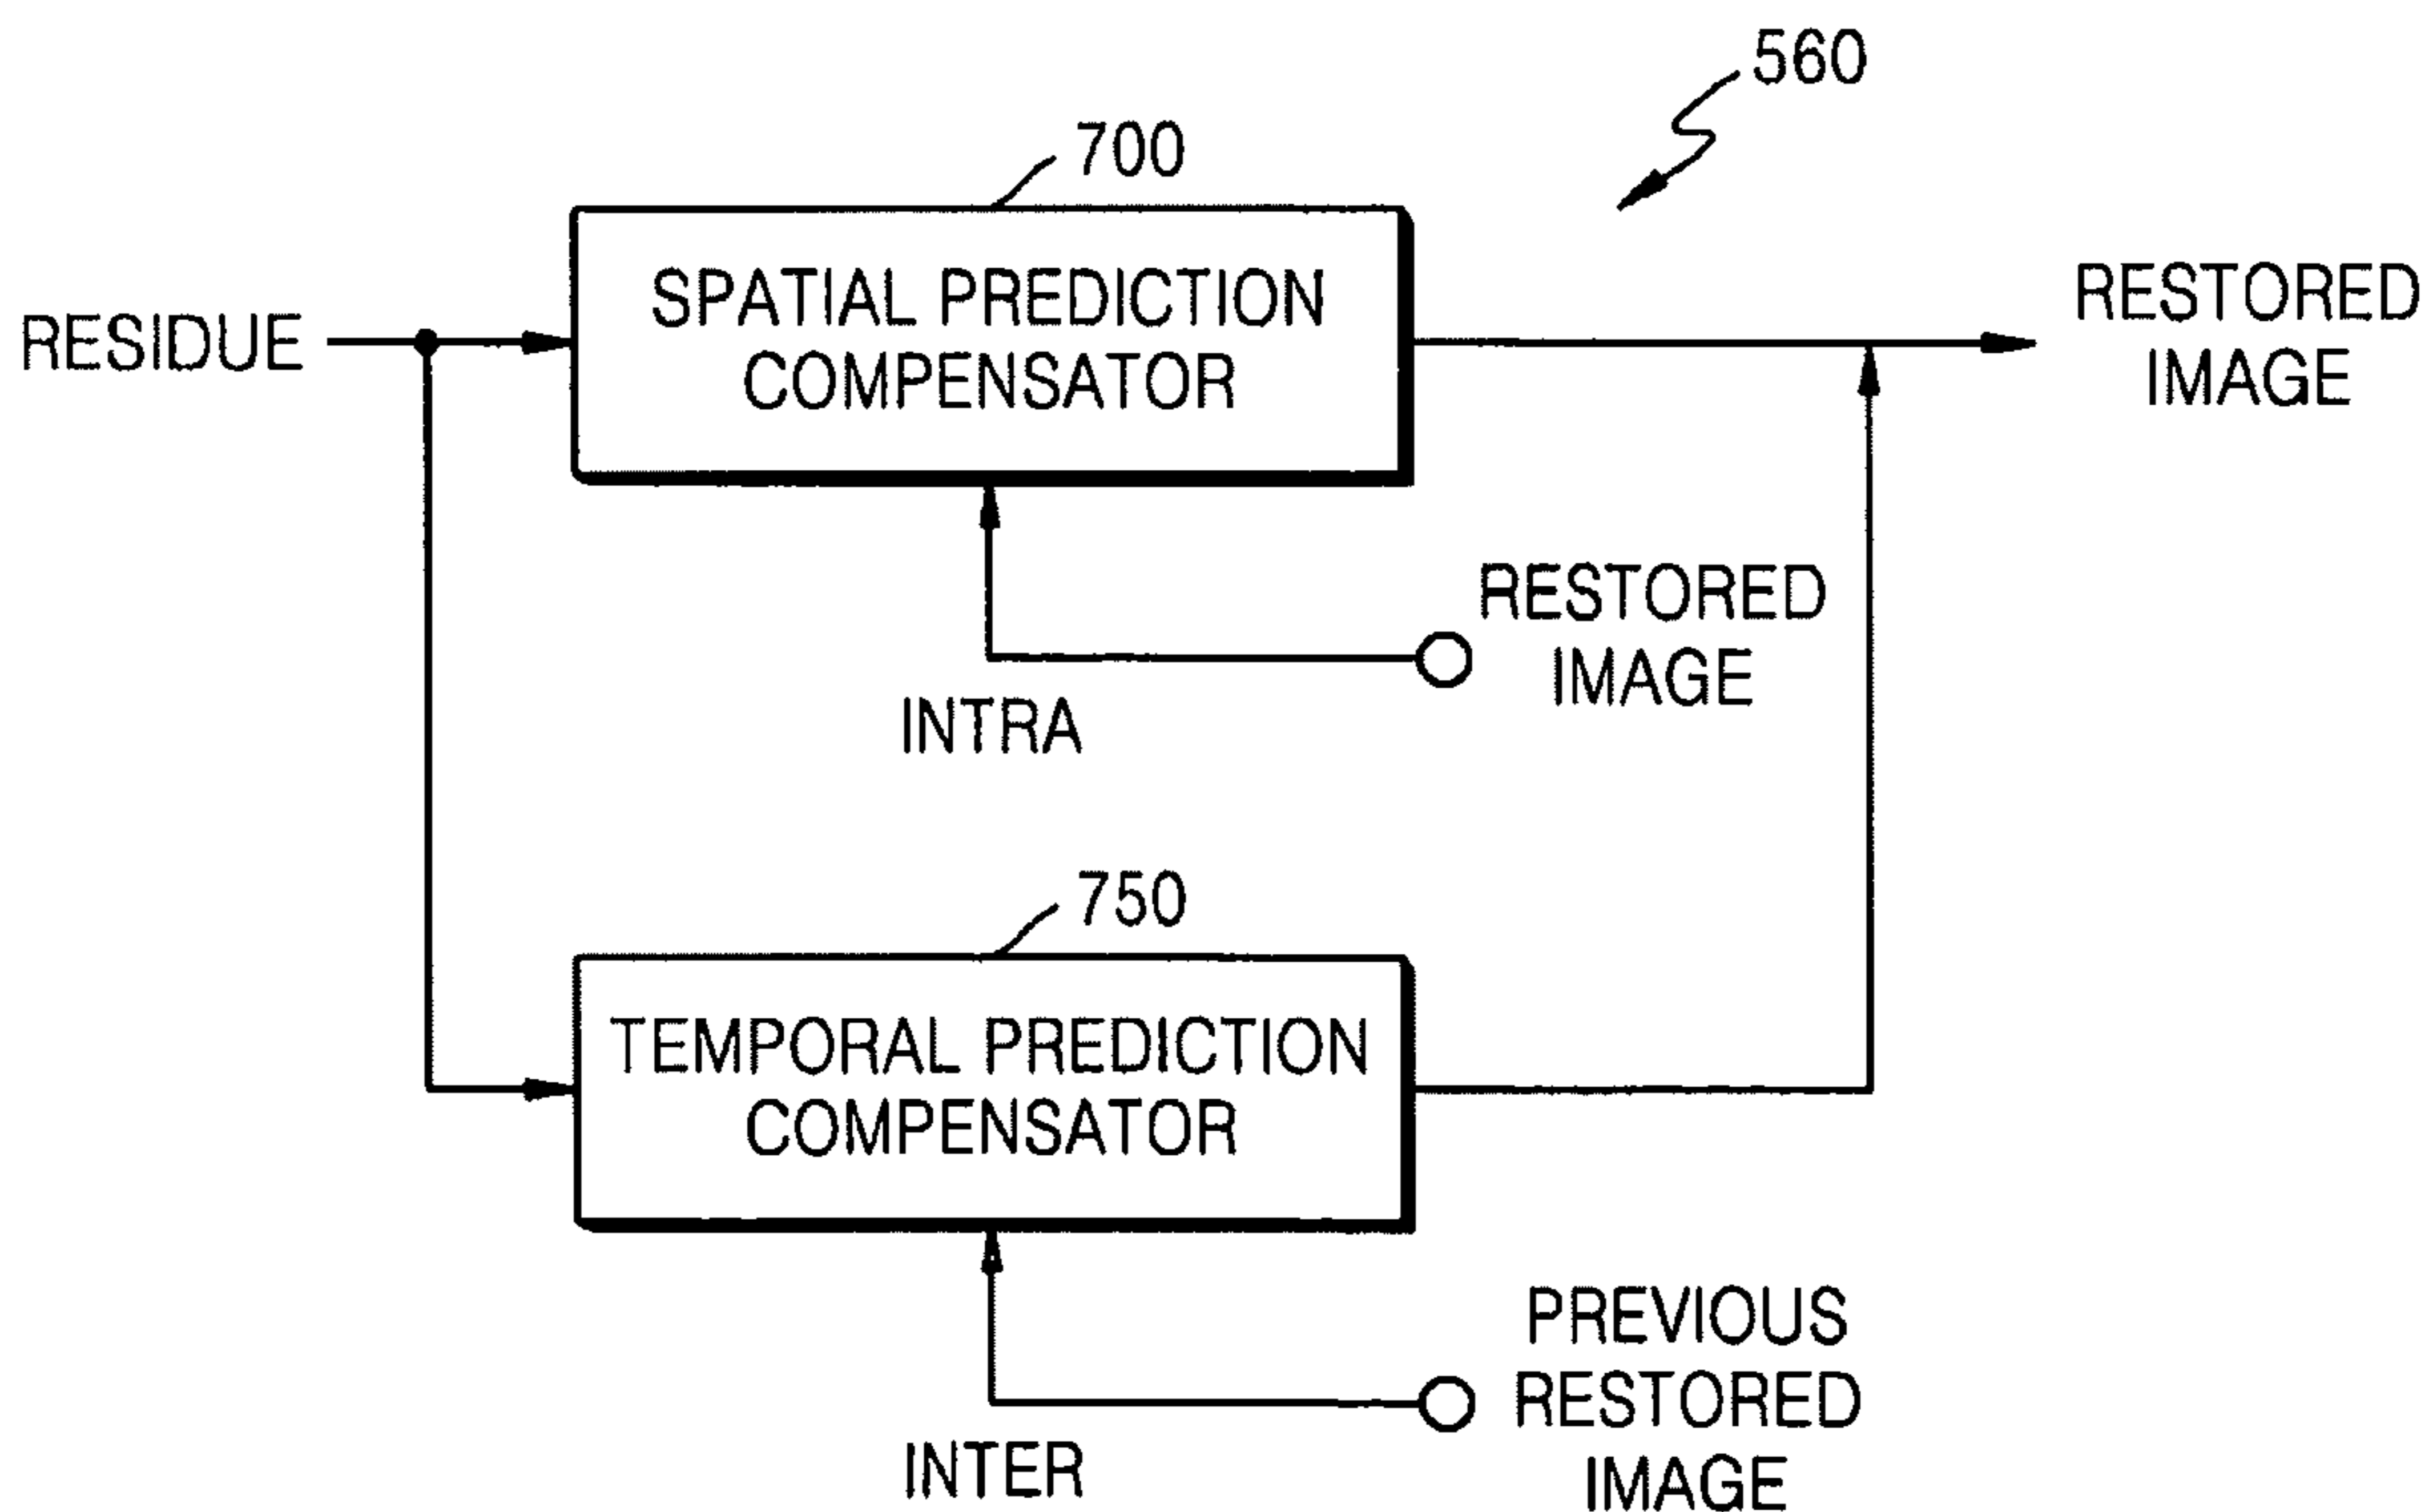 560
700
SPATIAL PREDICTION
COMPENSATOR
RESIDUE
RESTORED
IMAGE
RESTORED
IMAGE
INTRA
750
TEMPORAL PREDICTION
COMPENSATOR
PREVIOUS
RESTORED
IMAGE
INTER